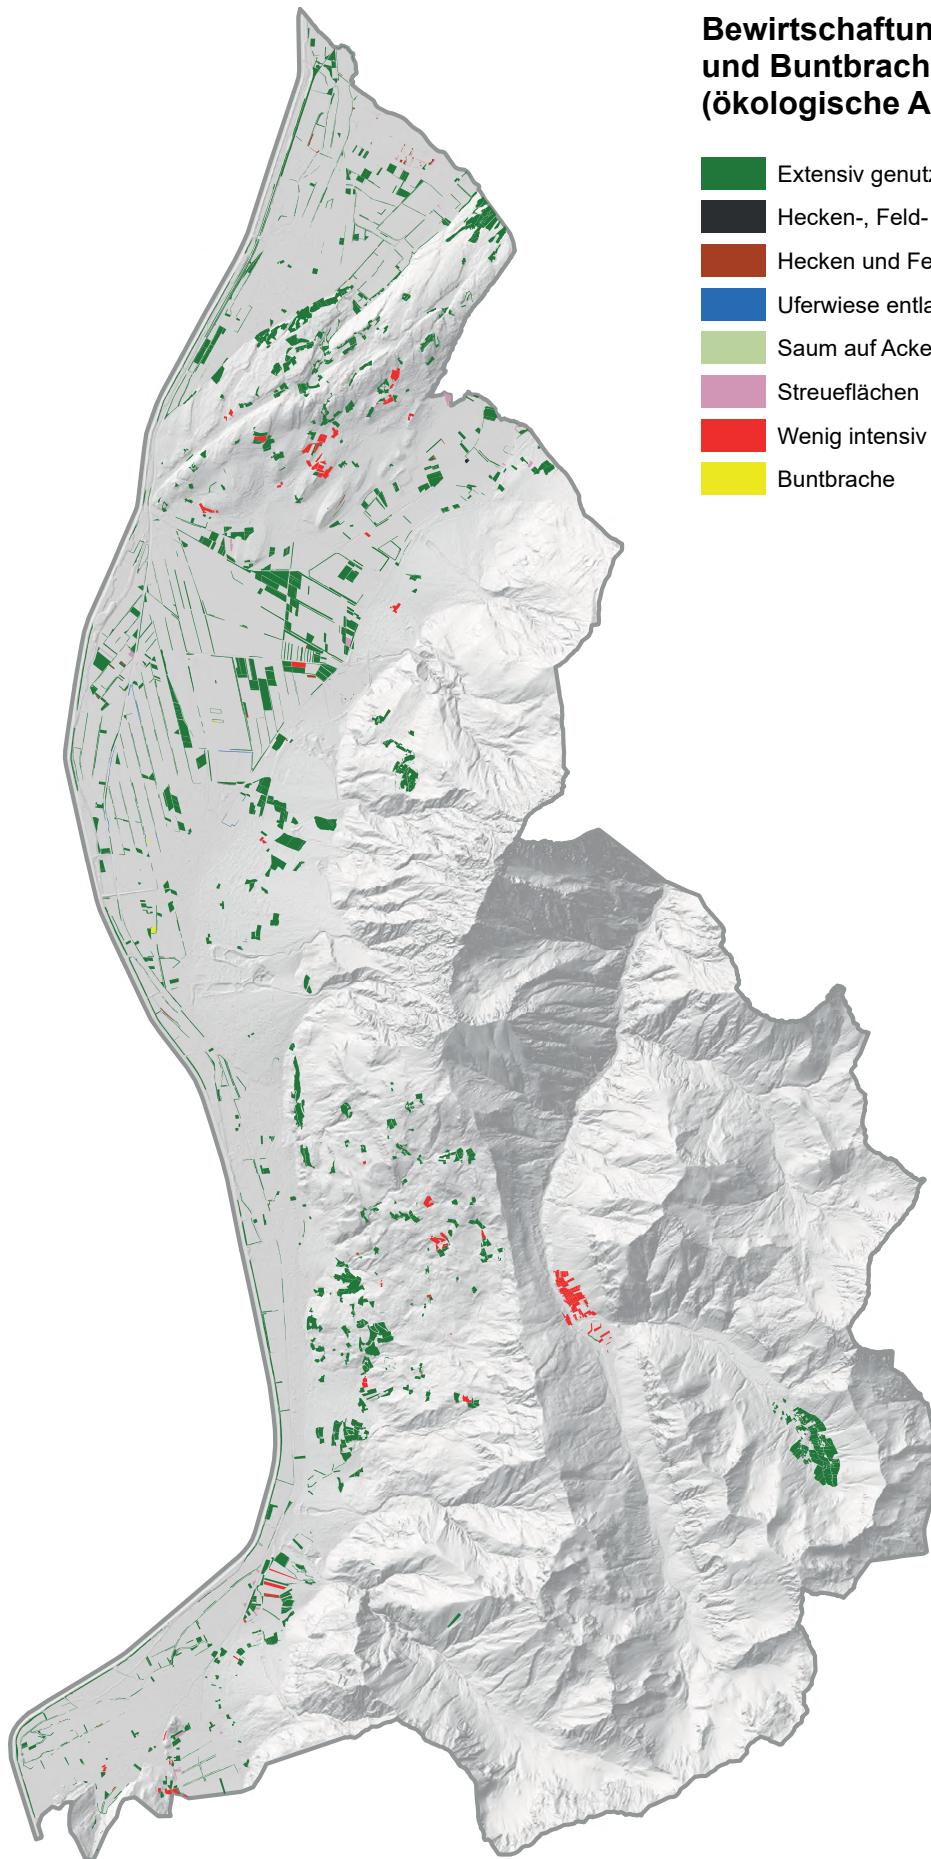 Bewirtschaftun
und Buntbrach
(ökologische A
Extensiv genutz
Hecken-, Feld-
Hecken und Fe
Uferwiese entla
Saum auf Acke
Streueflächen
Wenig intensiv
Buntbrache